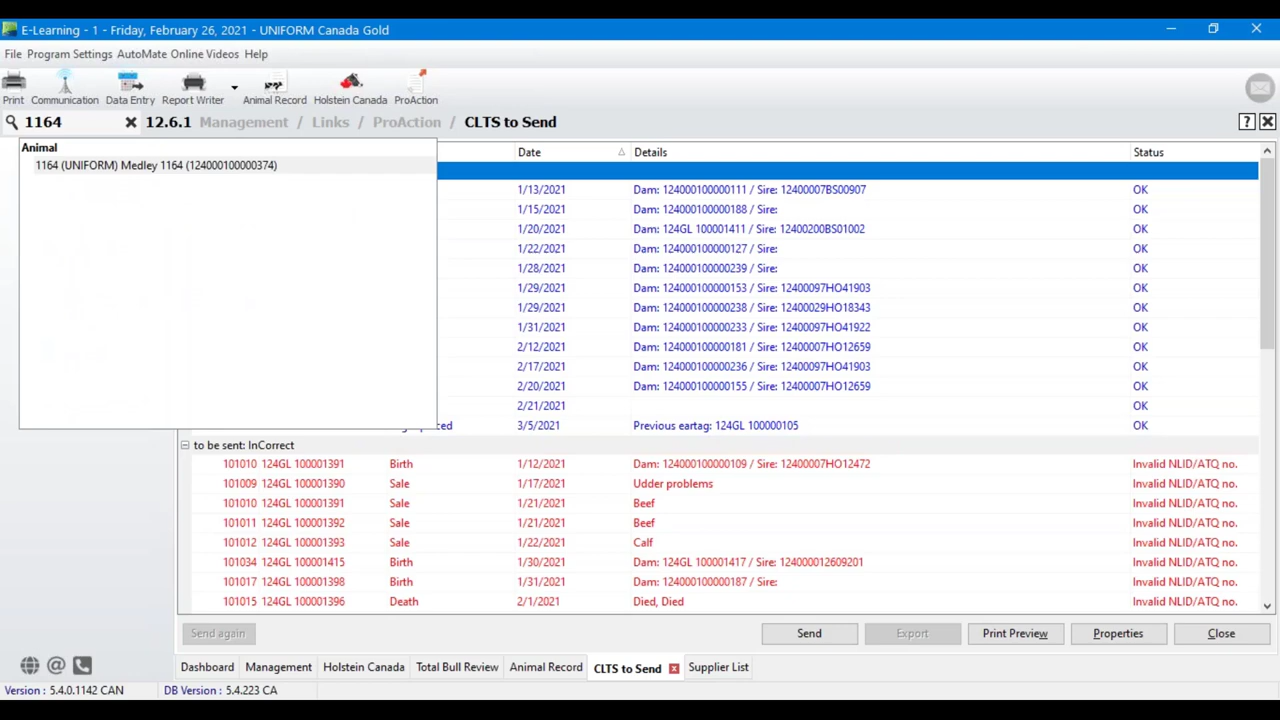 E-Learning - 1 - Friday, February 26, 2021 - UNIFORM Canada Gold
File Program Settings AutoMate Online Videos Help
Print Communication Data Entry Report Writer Animal Record Holstein Canada ProAction
1164 12.6.1 Management / Links / ProAction / CLTS to Send
Animal
1164 (UNIFORM) Medley 1164 (124000100000374)
Date Details Status
1/13/2021 Dam: 124000100000111 / Sire: 12400007BS00907 OK
1/15/2021 Dam: 124000100000188 / Sire: OK
1/20/2021 Dam: 124GL 100001411 / Sire: 12400200BS01002 OK
1/22/2021 Dam: 124000100000127 / Sire: OK
1/28/2021 Dam: 124000100000239 / Sire: OK
1/29/2021 Dam: 124000100000153 / Sire: 12400097HO41903 OK
1/29/2021 Dam: 124000100000238 / Sire: 12400029HO18343 OK
1/31/2021 Dam: 124000100000233 / Sire: 12400097HO41922 OK
2/12/2021 Dam: 124000100000181 / Sire: 12400007HO12659 OK
2/17/2021 Dam: 124000100000236 / Sire: 12400097HO41903 OK
2/20/2021 Dam: 124000100000155 / Sire: 12400007HO12659 OK
2/21/2021 OK
3/5/2021 Previous eartag: 124GL 100000105 OK
to be sent: InCorrect
101010 124GL 100001391 Birth 1/12/2021 Dam: 124000100000109 / Sire: 12400007HO12472 Invalid NLID/ATQ no.
101009 124GL 100001390 Sale 1/17/2021 Udder problems Invalid NLID/ATQ no.
101010 124GL 100001391 Sale 1/21/2021 Beef Invalid NLID/ATQ no.
101011 124GL 100001392 Sale 1/21/2021 Beef Invalid NLID/ATQ no.
101012 124GL 100001393 Sale 1/22/2021 Calf Invalid NLID/ATQ no.
101034 124GL 100001415 Birth 1/30/2021 Dam: 124GL 100001417 / Sire: 124000012609201 Invalid NLID/ATQ no.
101017 124GL 100001398 Birth 1/31/2021 Dam: 124000100000187 / Sire: Invalid NLID/ATQ no.
101015 124GL 100001396 Death 2/1/2021 Died, Died Invalid NLID/ATQ no.
Send again Send Export Print Preview Properties Close
Dashboard Management Holstein Canada Total Bull Review Animal Record CLTS to Send Supplier List
Version : 5.4.0.1142 CAN DB Version : 5.4.223 CA